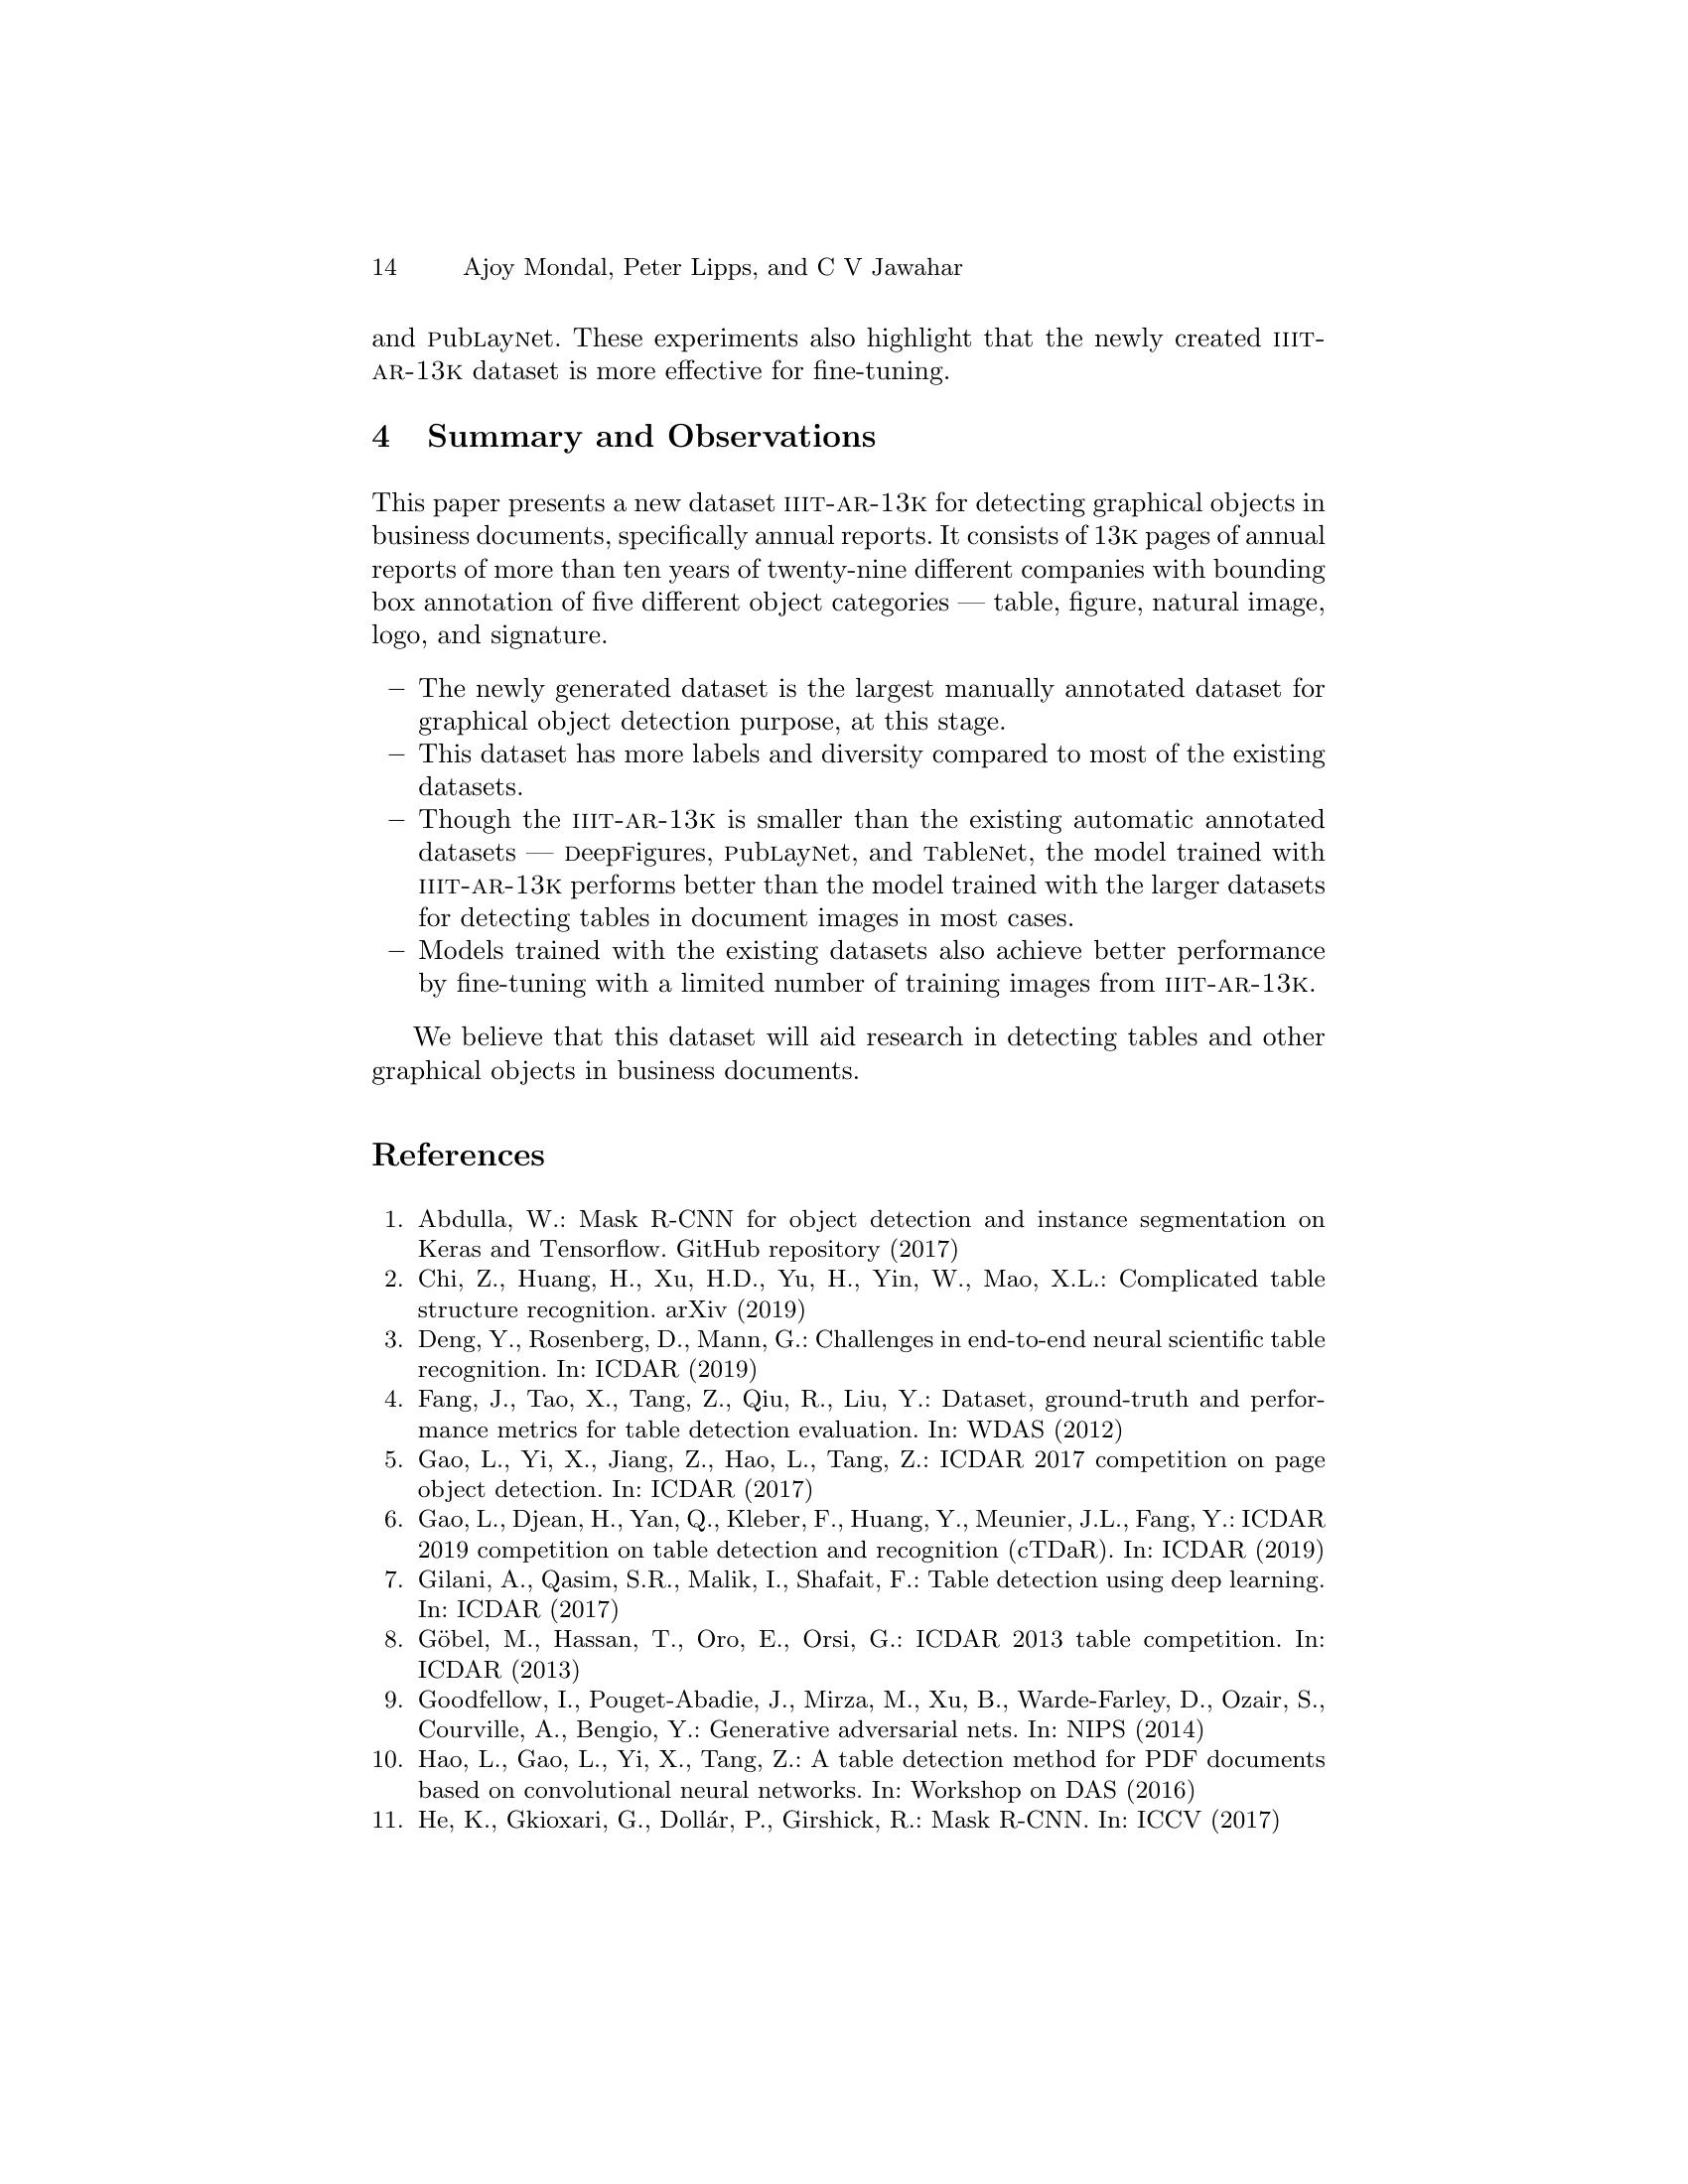 14 Ajoy Mondal, Peter Lipps, and C V Jawahar
and PubLayNet. These experiments also highlight that the newly created IIIT-
AR-13K dataset is more effective for fine-tuning.
4 Summary and Observations
This paper presents a new dataset IIIT-AR-13K for detecting graphical objects in
business documents, specifically annual reports. It consists of 13K pages of annual
reports of more than ten years of twenty-nine different companies with bounding
box annotation of five different object categories — table, figure, natural image,
logo, and signature.
– The newly generated dataset is the largest manually annotated dataset for
graphical object detection purpose, at this stage.
– This dataset has more labels and diversity compared to most of the existing
datasets.
– Though the IIIT-AR-13K is smaller than the existing automatic annotated
datasets — DeepFigures, PubLayNet, and TableNet, the model trained with
IIIT-AR-13K performs better than the model trained with the larger datasets
for detecting tables in document images in most cases.
– Models trained with the existing datasets also achieve better performance
by fine-tuning with a limited number of training images from IIIT-AR-13K.
We believe that this dataset will aid research in detecting tables and other
graphical objects in business documents.
References
1. Abdulla, W.: Mask R-CNN for object detection and instance segmentation on
Keras and Tensorflow. GitHub repository (2017)
2. Chi, Z., Huang, H., Xu, H.D., Yu, H., Yin, W., Mao, X.L.: Complicated table
structure recognition. arXiv (2019)
3. Deng, Y., Rosenberg, D., Mann, G.: Challenges in end-to-end neural scientific table
recognition. In: ICDAR (2019)
4. Fang, J., Tao, X., Tang, Z., Qiu, R., Liu, Y.: Dataset, ground-truth and perfor-
mance metrics for table detection evaluation. In: WDAS (2012)
5. Gao, L., Yi, X., Jiang, Z., Hao, L., Tang, Z.: ICDAR 2017 competition on page
object detection. In: ICDAR (2017)
6. Gao, L., Djean, H., Yan, Q., Kleber, F., Huang, Y., Meunier, J.L., Fang, Y.: ICDAR
2019 competition on table detection and recognition (cTDaR). In: ICDAR (2019)
7. Gilani, A., Qasim, S.R., Malik, I., Shafait, F.: Table detection using deep learning.
In: ICDAR (2017)
8. Göbel, M., Hassan, T., Oro, E., Orsi, G.: ICDAR 2013 table competition. In:
ICDAR (2013)
9. Goodfellow, I., Pouget-Abadie, J., Mirza, M., Xu, B., Warde-Farley, D., Ozair, S.,
Courville, A., Bengio, Y.: Generative adversarial nets. In: NIPS (2014)
10. Hao, L., Gao, L., Yi, X., Tang, Z.: A table detection method for PDF documents
based on convolutional neural networks. In: Workshop on DAS (2016)
11. He, K., Gkioxari, G., Dollár, P., Girshick, R.: Mask R-CNN. In: ICCV (2017)